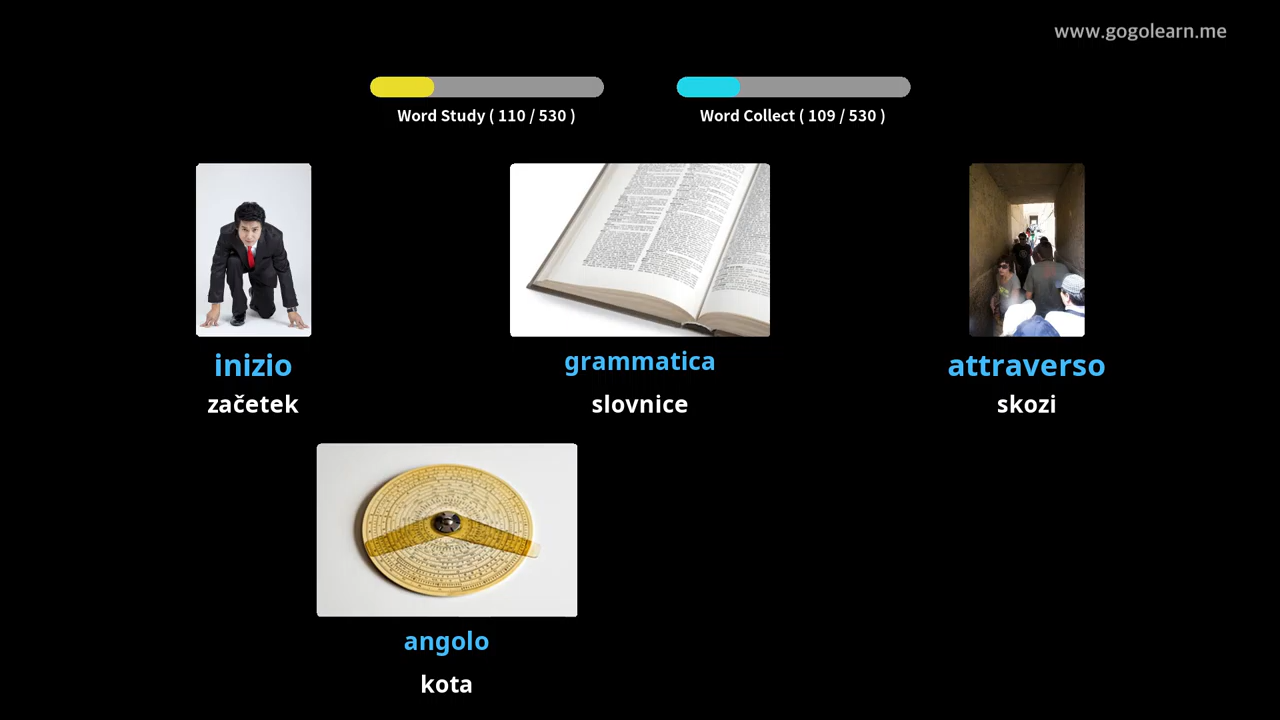 www.gogolearn.me
Word Study ( 110 / 530 )
Word Collect ( 109 / 530 )
inizio
začetek
grammatica
slovnice
attraverso
skozi
angolo
kota